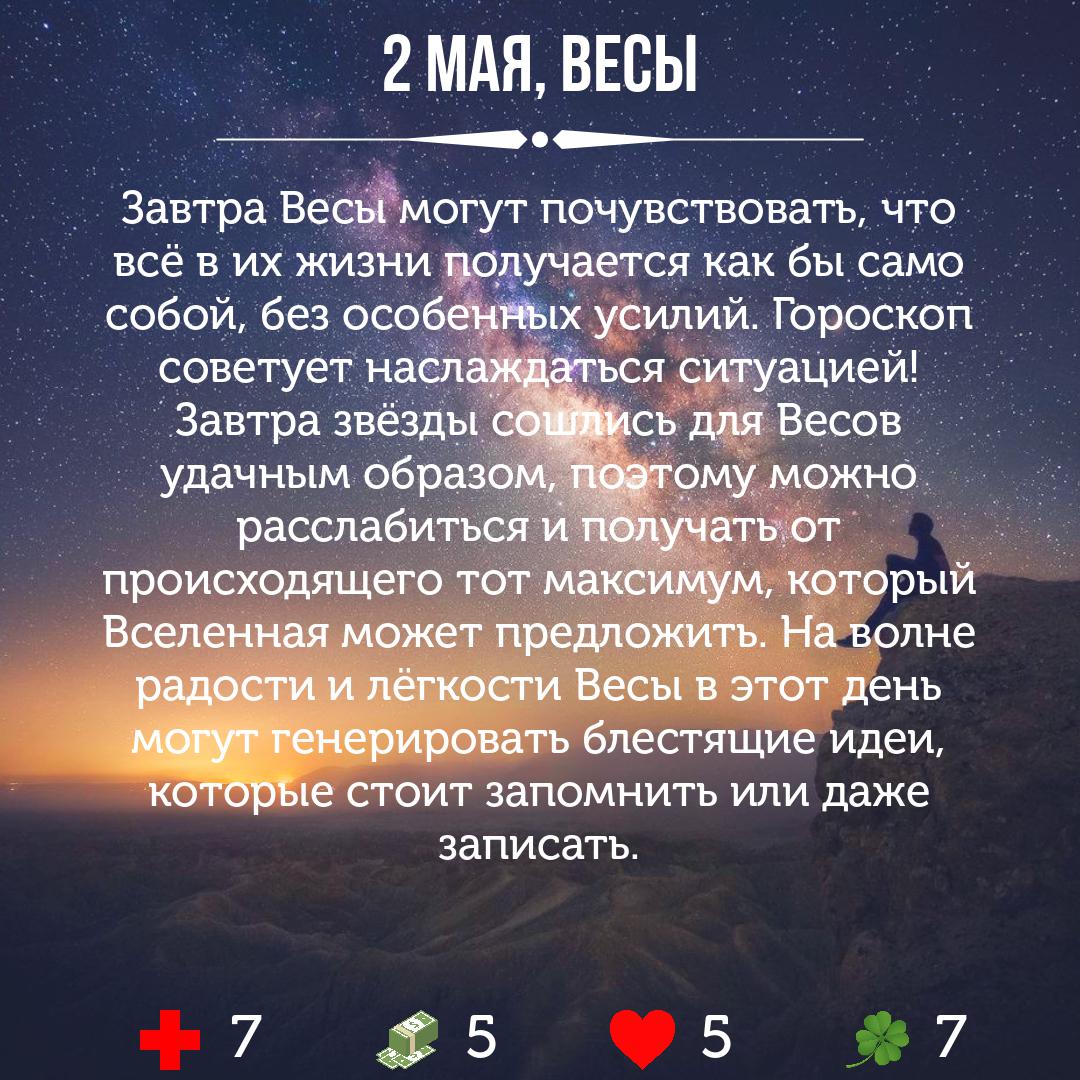 2 МАЯ, ВЕСЫ
Завтра Весы могут почувствовать, что
всё в их жизни получается как бы само
собой, без особенных усилий. Гороскоп
советует наслаждаться ситуацией!
Завтра звёзды сошлись для Весов
удачным образом, поэтому можно
расслабиться и получать от
происходящего тот максимум, который
Вселенная может предложить. На волне
радости и лёгкости Весы в этот день
могут генерировать блестящие идеи,
которые стоит запомнить или даже
записать.
7 5 5 7